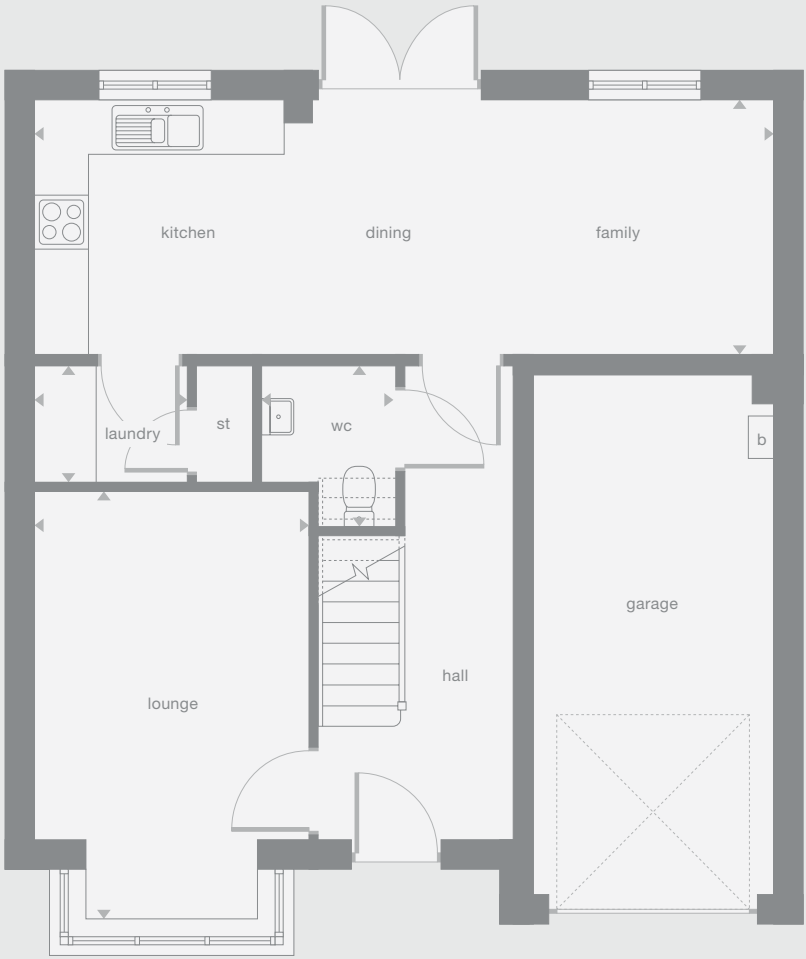 kitchen
dining
family
laundry
st
wc
b
garage
hall
lounge